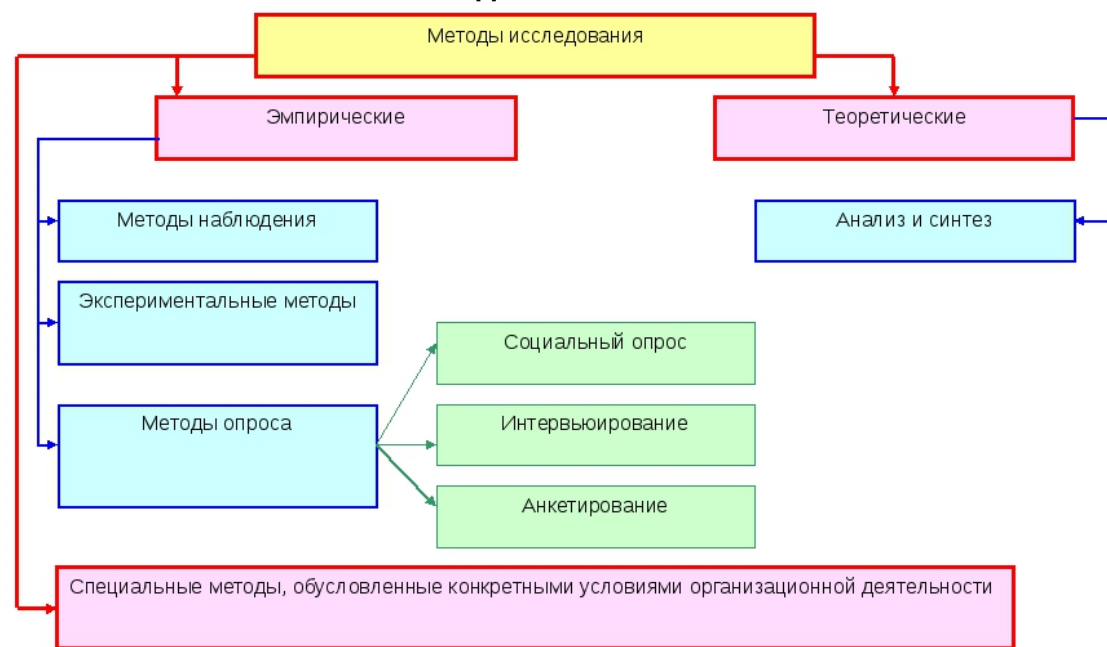 Методы исследования
Эмпирические
Теоретические
Методы наблюдения
Анализ и синтез
Экспериментальные методы
Социальный опрос
Методы опроса
Интервьюирование
Анкетирование
Специальные методы, обусловленные конкретными условиями организационной деятельности